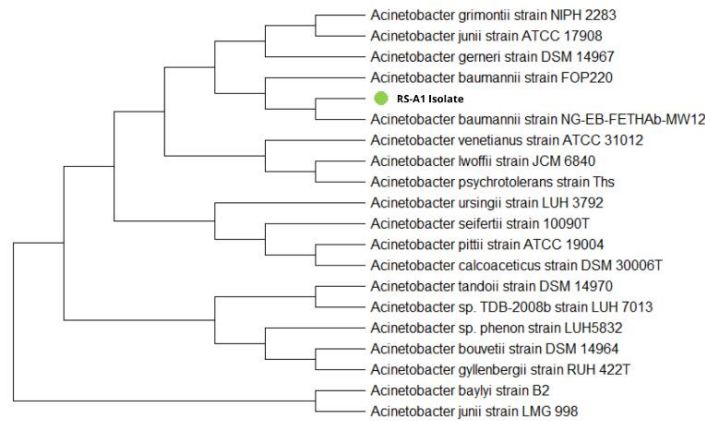 Acinetobacter grimontii strain NIPH 2283
Acinetobacter junii strain ATCC 17908
Acinetobacter gerneri strain DSM 14967
Acinetobacter baumannii strain FOP220
RS-A1 Isolate
Acinetobacter baumannii strain NG-EB-FETHAb-MW12
Acinetobacter venetianus strain ATCC 31012
Acinetobacter lwoffii strain JCM 6840
Acinetobacter psychrotolerans strain Ths
Acinetobacter ursingii strain LUH 3792
Acinetobacter seifertii strain 10090T
Acinetobacter pittii strain ATCC 19004
Acinetobacter calcoaceticus strain DSM 30006T
Acinetobacter tandoii strain DSM 14970
Acinetobacter sp. TDB-2008b strain LUH 7013
Acinetobacter sp. phenon strain LUH5832
Acinetobacter bouvetii strain DSM 14964
Acinetobacter gyllenbergii strain RUH 422T
Acinetobacter baylyi strain B2
Acinetobacter junii strain LMG 998